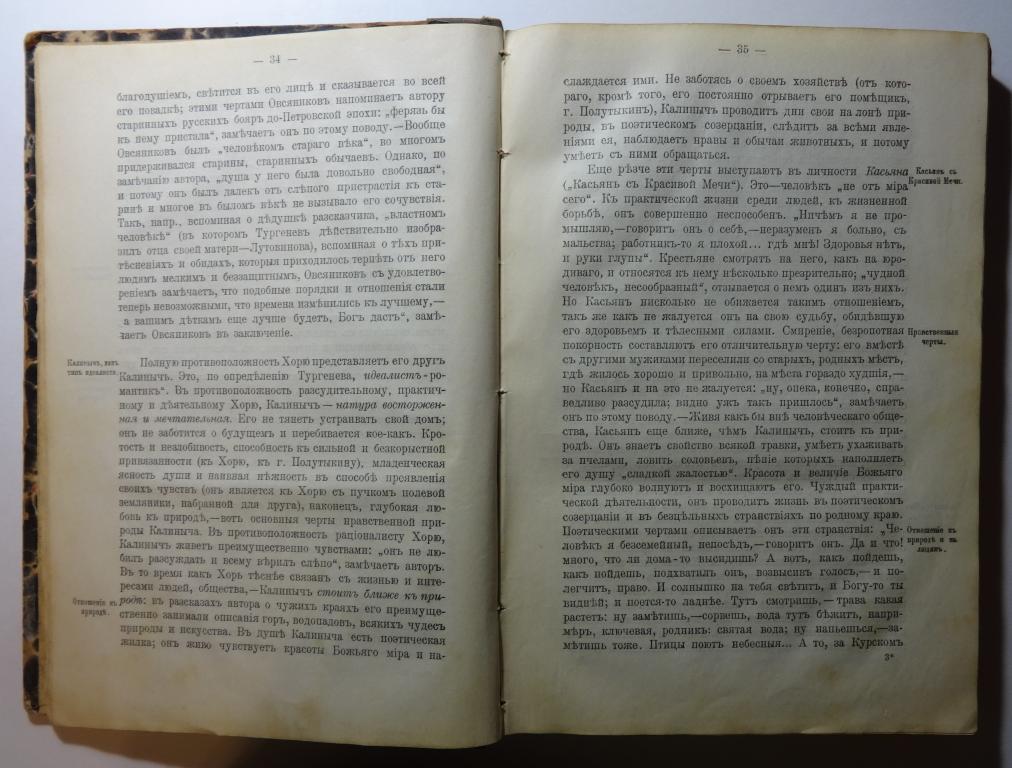 — 34 —
благодушіемъ, свѣтится въ его лицѣ и сказывается во всей
его повадкѣ; этими чертами Овсяниковъ напоминаетъ автору
старинныхъ русскихъ бояръ до-Петровской эпохи: „ферязь бы
къ нему пристала“, замѣчаетъ онъ по этому поводу.—Вообще
Овсяниковъ былъ „человѣкомъ стараго вѣка“, во многомъ
придерживался старины, старинныхъ обычаевъ. Однако, по
замѣчанію автора, „душа у него была довольно свободная“,
и потому онъ былъ далекъ отъ слѣпого пристрастія къ ста-
ринѣ и многое въ быломъ вѣкѣ не вызывало его сочувствія.
Такъ, напр., вспоминая о дѣдушкѣ разсказчика, „властномъ
человѣкѣ“ (въ которомъ Тургеневъ дѣйствительно изобра-
зилъ отца своей матери—Лутовинова), вспоминая о тѣхъ при-
тѣсненіяхъ и обидахъ, которыя приходилось терпѣть отъ него
людямъ мелкимъ и беззащитнымъ, Овсяниковъ съ удовлетво-
реніемъ замѣчаетъ, что подобные порядки и отношенія стали
теперь невозможными, что времена измѣнились къ лучшему,—
а вашимъ дѣткамъ еще лучше будетъ, Богъ дастъ“, замѣ-
чаетъ Овсяниковъ въ заключеніе.
Калинычъ, какъ
типъ идеалиста.
Полную противоположность Хорю представляетъ его другъ
Калинычъ. Это, по опредѣленію Тургенева, идеалистъ-ро-
мантикъ“. Въ противоположность разсудительному, практич-
ному и дѣятельному Хорю, Калинычъ—натура восторжен-
ная и мечтательная. Его не тянетъ устраивать свой домъ;
онъ не заботится о будущемъ и перебивается кое-какъ. Кро-
тость и незлобивость, способность къ сильной и безкорыстной
привязанности (къ Хорю, къ г. Полутыкину), младенческая
ясность души и наивная нѣжность въ способѣ проявленія
своихъ чувствъ (онъ является къ Хорю съ пучкомъ полевой
земляники, набранной для друга), наконецъ, глубокая лю-
бовь къ природѣ,—вотъ основныя черты нравственной при-
роды Калиныча. Въ противоположность раціоналисту Хорю,
Калинычъ живетъ преимущественно чувствами: „онъ не лю-
билъ разсуждать и всему вѣрилъ слѣпо“, замѣчаетъ авторъ.
Въ то время какъ Хорь тѣснѣе связанъ съ жизнью и инте-
ресами людей, общества,—Калинычъ стоитъ ближе къ при-
Отношеніе къ
природѣ.
родѣ: въ разсказахъ автора о чужихъ краяхъ его преимуще-
ственно занимали описанія горъ, водопадовъ, всякихъ чудесъ
природы и искусства. Въ душѣ Калиныча есть поэтическая
жилка; онъ живо чувствуетъ красоты Божьяго міра и на-
— 35 —
слаждается ими. Не заботясь о своемъ хозяйствѣ (отъ кото-
раго, кромѣ того, его постоянно отрываетъ его помѣщикъ,
г. Полутыкинъ), Калинычъ проводитъ дни свои на лонѣ при-
роды, въ поэтическомъ созерцаніи, слѣдитъ за всѣми явле-
ніями ея, наблюдаетъ нравы и обычаи животныхъ, и потому
умѣетъ съ ними обращаться.
Еще рѣзче эти черты выступаютъ въ личности Касьяна
Касьянъ съ
Красивой Мечи.
(„Касьянъ съ Красивой Мечи“). Это—человѣкъ „не отъ міра
сего“. Къ практической жизни среди людей, къ жизненной
борьбѣ, онъ совершенно неспособенъ. „Ничѣмъ я не про-
мышляю,—говоритъ онъ о себѣ,—неразуменъ я больно, съ
мальства; работникъ-то я плохой... гдѣ мнѣ! Здоровья нѣтъ,
и руки глупы“. Крестьяне смотрятъ на него, какъ на юро-
диваго, и относятся къ нему нѣсколько презрительно; „чудной
человѣкъ, несообразный“, отзывается о немъ одинъ изъ нихъ.
Но Касьянъ нисколько не обижается такимъ отношеніемъ,
такъ же какъ не жалуется онъ на свою судьбу, обидѣвшую
его здоровьемъ и тѣлесными силами. Смиреніе, безропотная
Нравственныя
черты.
покорность составляютъ его отличительную черту: его вмѣстѣ
съ другими мужиками переселили со старыхъ, родныхъ мѣстъ,
гдѣ жилось хорошо и привольно, на мѣста гораздо худшія,—
но Касьянъ и на это не жалуется: „ну, опека, конечно, спра-
ведливо разсудила; видно ужъ такъ пришлось“, замѣчаетъ
онъ по этому поводу.—Живя какъ бы внѣ человѣческаго обще-
ства, Касьянъ еще ближе, чѣмъ Калинычъ, стоитъ къ при-
родѣ. Онъ знаетъ свойство всякой травки, умѣетъ ухаживать
за пчелами, ловить соловьевъ, пѣніе которыхъ наполняетъ
его душу „сладкой жалостью“. Красота и величіе Божьяго
міра глубоко волнуютъ и восхищаютъ его. Чуждый практи-
ческой дѣятельности, онъ проводитъ жизнь въ поэтическомъ
созерцаніи и въ безцѣльныхъ странствіяхъ по родному краю.
Отношеніе къ
природѣ и къ
людямъ.
Поэтическими чертами описываетъ онъ эти странствія: „Че-
ловѣкъ я безсемейный, непосѣдъ,—говоритъ онъ. Да и что!
много, что ли дома-то высидишь? А вотъ, какъ пойдешь,
какъ пойдешь, подхватилъ онъ, возвысивъ голосъ,— и по-
легчитъ, право. И солнышко на тебя свѣтитъ, и Богу-то ты
виднѣй; и поется-то ладнѣе. Тутъ смотришь,— трава какая
растетъ: ну замѣтишь,—сорвешь, вода тутъ бѣжитъ, напри-
мѣръ, ключевая, родникъ: святая вода; ну напьешься,—за-
мѣтишь тоже. Птицы поютъ небесныя... А то, за Курскомъ
3*